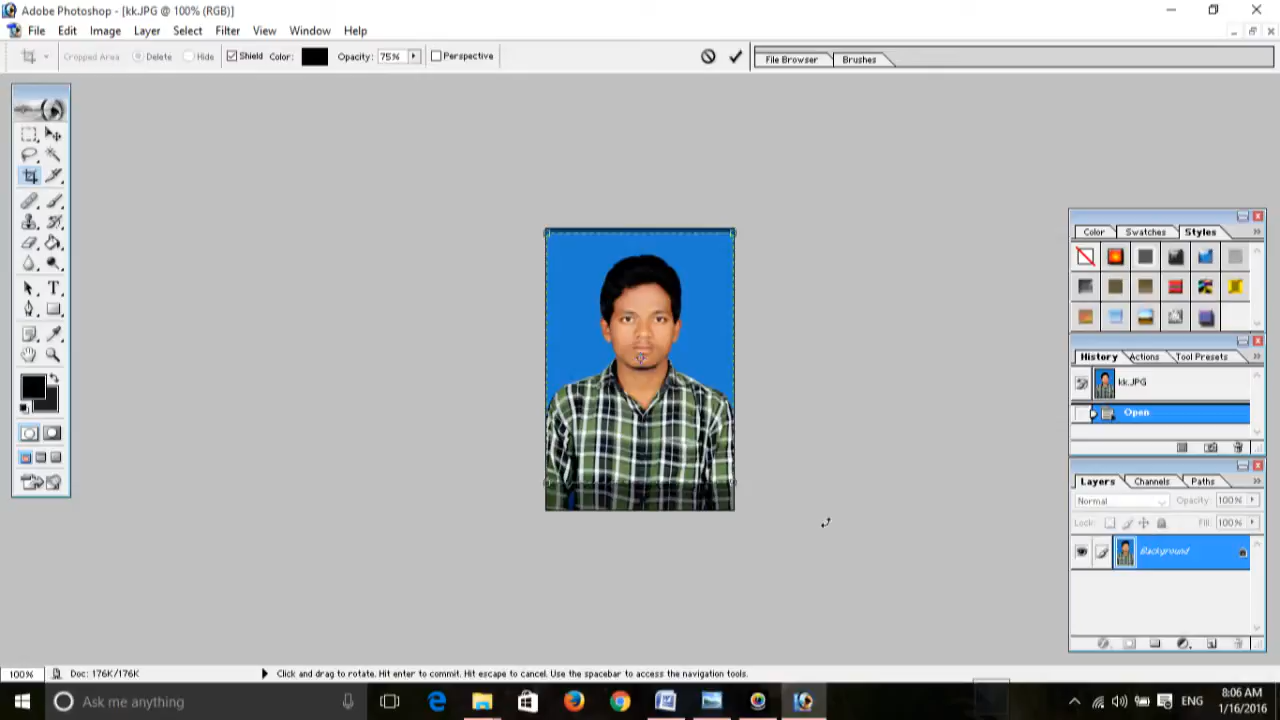 Adobe Photoshop - [kk.JPG @ 100% (RGB)]
File Edit Image Layer Select Filter View Window Help
Cropped Area Delete Hide Shield Color: Opacity: 75% Perspective File Browser Brushes
Color Swatches Styles
History Actions Tool Presets
kk.JPG
Open
Layers Channels Paths
Normal Opacity: 100%
Lock: Fill: 100%
Background
100% Doc: 176K/176K Click and drag to rotate. Hit enter to commit. Hit escape to cancel. Use the spacebar to access the navigation tools.
Ask me anything ENG 8:06 AM
1/16/2016